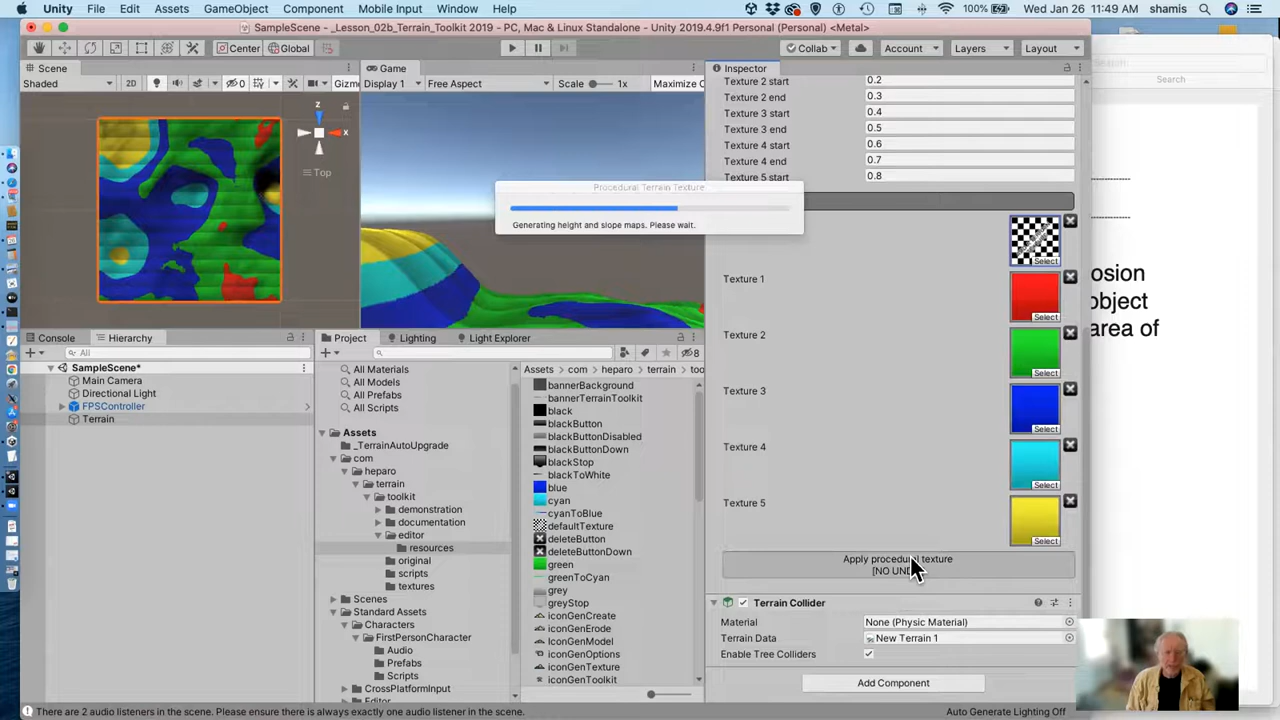 Unity File Edit Assets GameObject Component Mobile Input Window Help
100% Wed Jan 26 11:49 AM shamis
SampleScene - _Lesson_02b_Terrain_Toolkit 2019 - PC, Mac & Linux Standalone - Unity 2019.4.9f1 Personal (Personal) <Metal>
Center Global Collab Account Layers Layout
Search
Scene Game Inspector
Shaded 2D 0 Gizmo Display 1 Free Aspect Scale 1x Maximize
z
x
Top
Texture 2 start 0.2
Texture 2 end 0.3
Texture 3 start 0.4
Texture 3 end 0.5
Texture 4 start 0.6
Texture 4 end 0.7
Texture 5 start 0.8
Procedural Terrain Texture
Generating height and slope maps. Please wait.
Select
Texture 1
Select
Texture 2
Select
Texture 3
Select
Texture 4
Select
Texture 5
Select
Apply procedural texture
[NO UND
Terrain Collider
Material None (Physic Material)
Terrain Data New Terrain 1
Enable Tree Colliders
Add Component
osion
object
area of
Console Hierarchy
All
SampleScene*
Main Camera
Directional Light
FPSController
Terrain
Project Lighting Light Explorer
8
All Materials
All Models
All Prefabs
All Scripts
Assets
_TerrainAutoUpgrade
com
heparo
terrain
toolkit
demonstration
documentation
editor
resources
original
scripts
textures
Scenes
Standard Assets
Characters
FirstPersonCharacter
Audio
Prefabs
Scripts
CrossPlatformInput
Editor
Assets com heparo terrain too
bannerBackground
bannerTerrainToolkit
black
blackButton
blackButtonDisabled
blackButtonDown
blackStop
blackToWhite
blue
cyan
cyanToBlue
defaultTexture
deleteButton
deleteButtonDown
green
greenToCyan
grey
greyStop
iconGenCreate
iconGenErode
iconGenModel
iconGenOptions
iconGenTexture
iconGenToolkit
There are 2 audio listeners in the scene. Please ensure there is always exactly one audio listener in the scene.
Auto Generate Lighting Off